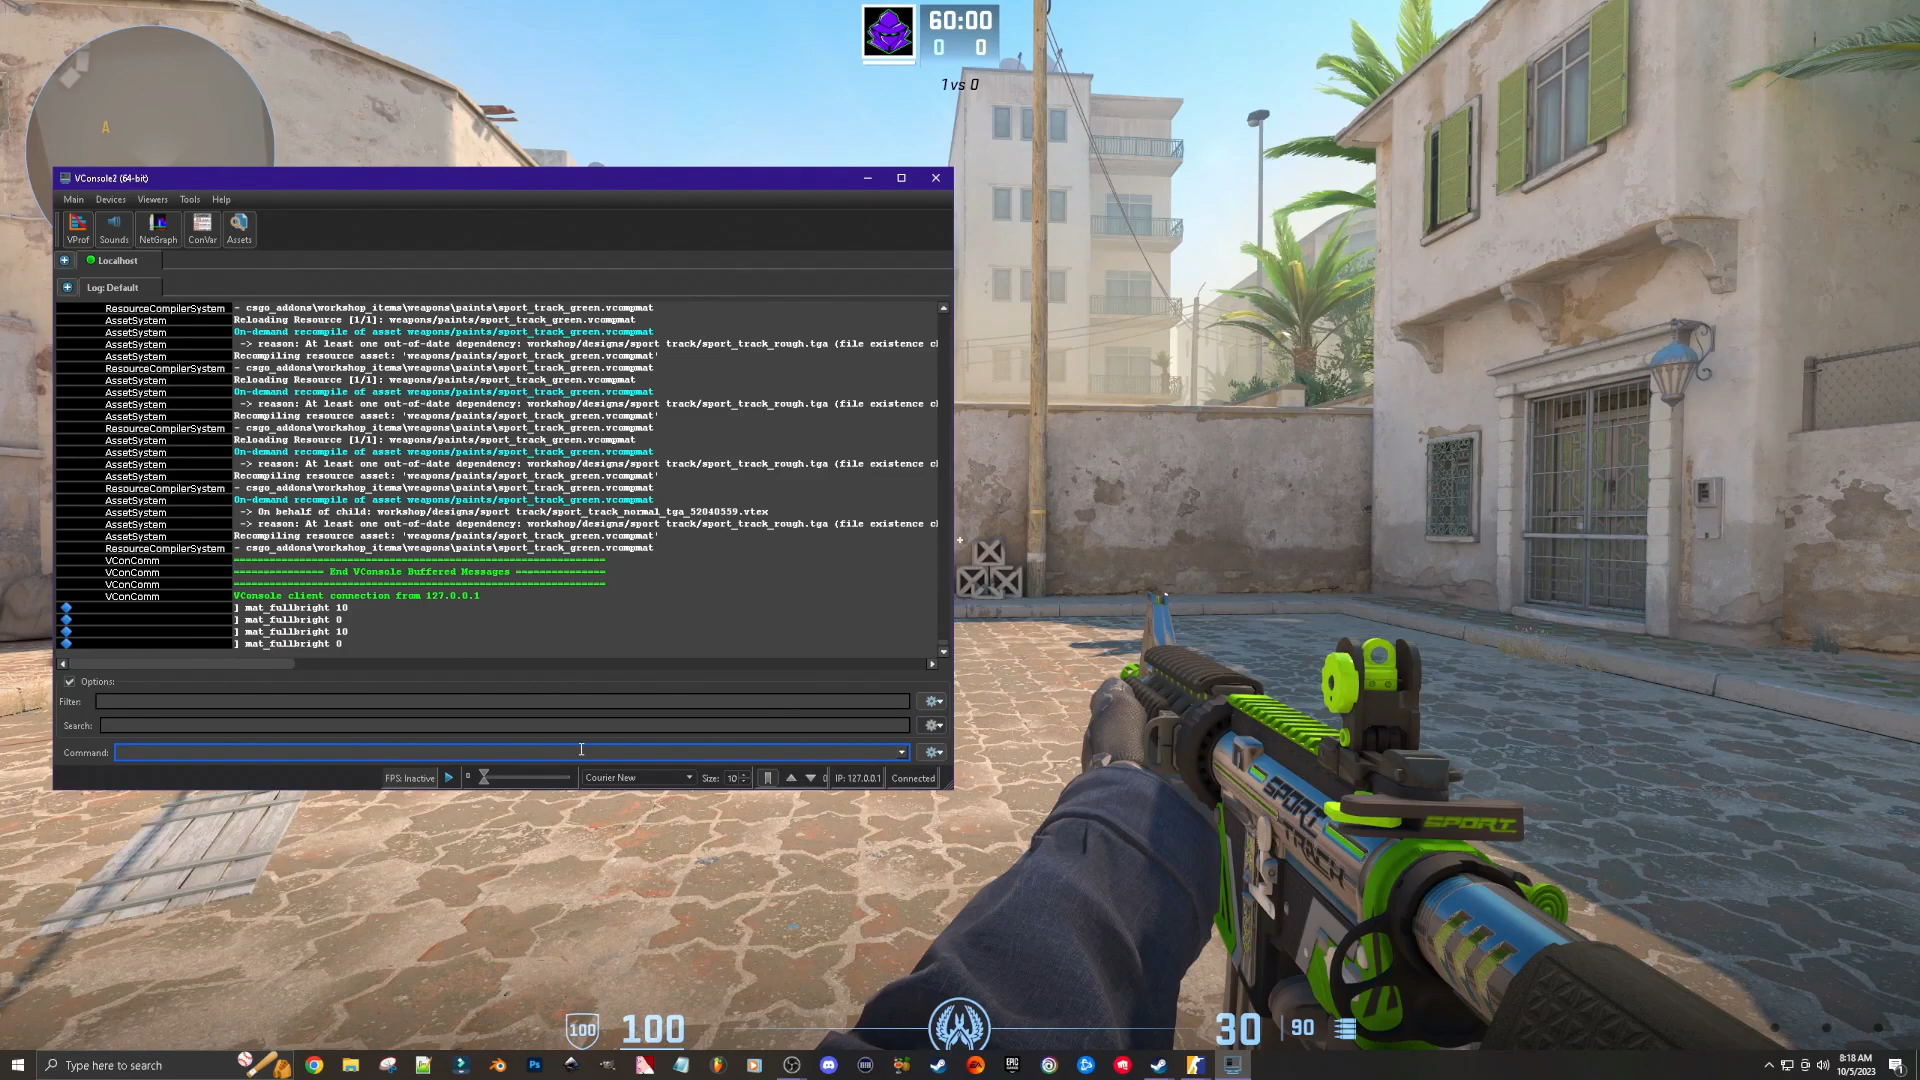 60:00
0 0
1 vs 0
A
VConsole2 (64-bit)
Main Devices Viewers Tools Help
VProf Sounds NetGraph ConVar Assets
Localhost
Log: Default
ResourceCompilerSystem - csgo_addons\workshop_items\weapons\paints\sport_track_green.vcompmat
AssetSystem Reloading Resource [1/1]: weapons/paints/sport_track_green.vcompmat
AssetSystem On-demand recompile of asset weapons/paints/sport_track_green.vcompmat
AssetSystem -> reason: At least one out-of-date dependency: workshop/designs/sport track/sport_track_rough.tga (file existence cl
AssetSystem Recompiling resource asset: 'weapons/paints/sport_track_green.vcompmat'
ResourceCompilerSystem - csgo_addons\workshop_items\weapons\paints\sport_track_green.vcompmat
AssetSystem Reloading Resource [1/1]: weapons/paints/sport_track_green.vcompmat
AssetSystem On-demand recompile of asset weapons/paints/sport_track_green.vcompmat
AssetSystem -> reason: At least one out-of-date dependency: workshop/designs/sport track/sport_track_rough.tga (file existence cl
AssetSystem Recompiling resource asset: 'weapons/paints/sport_track_green.vcompmat'
ResourceCompilerSystem - csgo_addons\workshop_items\weapons\paints\sport_track_green.vcompmat
AssetSystem Reloading Resource [1/1]: weapons/paints/sport_track_green.vcompmat
AssetSystem On-demand recompile of asset weapons/paints/sport_track_green.vcompmat
AssetSystem -> reason: At least one out-of-date dependency: workshop/designs/sport track/sport_track_rough.tga (file existence cl
AssetSystem Recompiling resource asset: 'weapons/paints/sport_track_green.vcompmat'
ResourceCompilerSystem - csgo_addons\workshop_items\weapons\paints\sport_track_green.vcompmat
AssetSystem On-demand recompile of asset weapons/paints/sport_track_green.vcompmat
AssetSystem -> On behalf of child: workshop/designs/sport track/sport_track_normal_tga_52040559.vtex
AssetSystem -> reason: At least one out-of-date dependency: workshop/designs/sport track/sport_track_rough.tga (file existence cl
AssetSystem Recompiling resource asset: 'weapons/paints/sport_track_green.vcompmat'
ResourceCompilerSystem - csgo_addons\workshop_items\weapons\paints\sport_track_green.vcompmat
VConComm ==============================================================
VConComm =============== End VConsole Buffered Messages ===============
VConComm ==============================================================
VConComm VConsole client connection from 127.0.0.1
] mat_fullbright 10
] mat_fullbright 0
] mat_fullbright 10
] mat_fullbright 0
Options:
Filter:
Search:
Command:
FPS: Inactive 0 Courier New Size: 10 0 IP: 127.0.0.1 Connected
SPORT
TRACK
SPORT
100 100
30 | 90
Type here to search
Ps
EA
EPIC
8:18 AM
10/5/2023